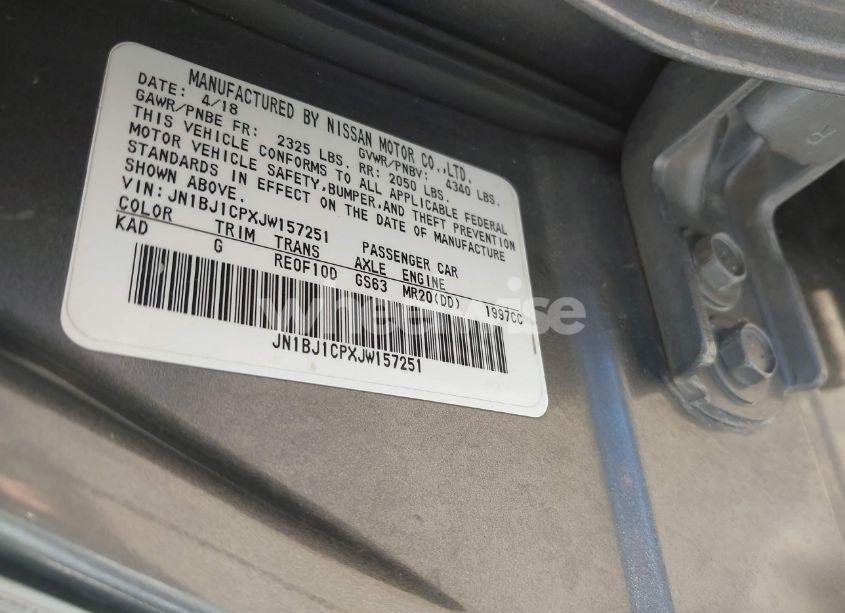 MANUFACTURED BY NISSAN MOTOR CO.,LTD.
DATE: 4/18 GVWR/PNBV: 4340 LBS.
GAWR/PNBE FR: 2325 LBS. RR: 2050 LBS.
THIS VEHICLE CONFORMS TO ALL APPLICABLE FEDERAL
MOTOR VEHICLE SAFETY,BUMPER,AND THEFT PREVENTION
STANDARDS IN EFFECT ON THE DATE OF MANUFACTURE
SHOWN ABOVE.
VIN: JN1BJ1CPXJW157251 PASSENGER CAR
COLOR TRIM TRANS AXLE ENGINE
KAD G RE0F10D GS63 MR20(DD) 1997CC
JN1BJ1CPXJW157251
wheelwise
R